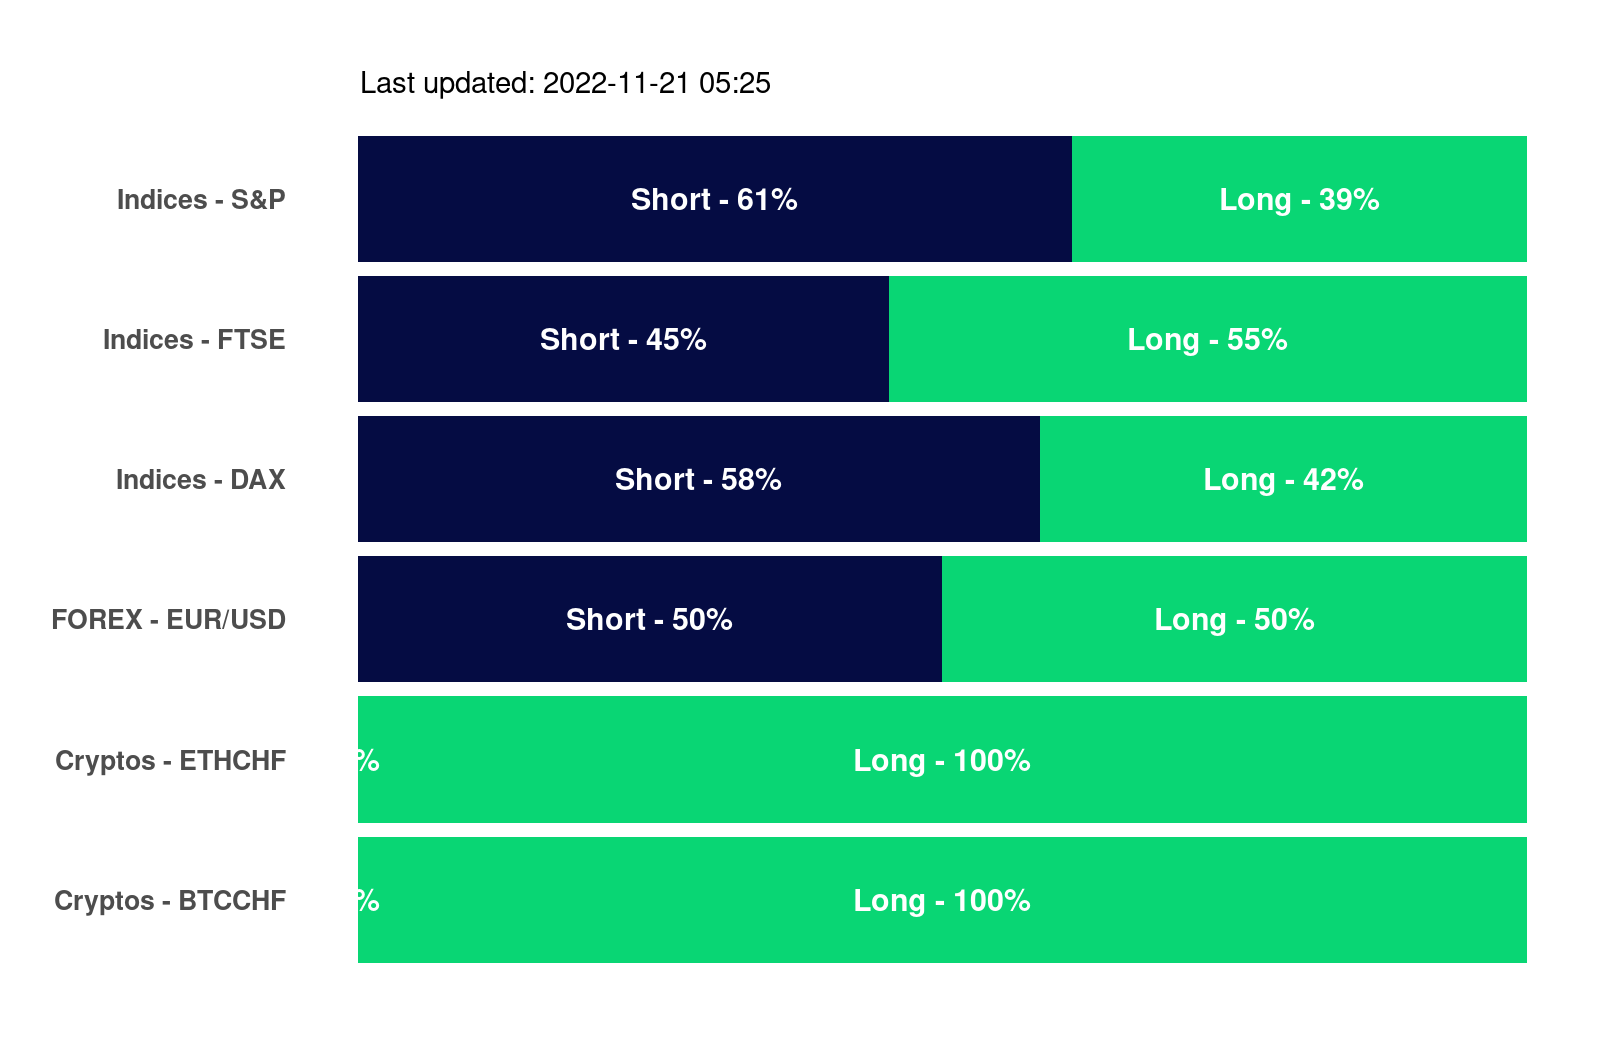 Last updated: 2022-11-21 05:25
Indices - S&P Short - 61% Long - 39%
Indices - FTSE Short - 45% Long - 55%
Indices - DAX Short - 58% Long - 42%
FOREX - EUR/USD Short - 50% Long - 50%
Cryptos - ETHCHF % Long - 100%
Cryptos - BTCCHF % Long - 100%